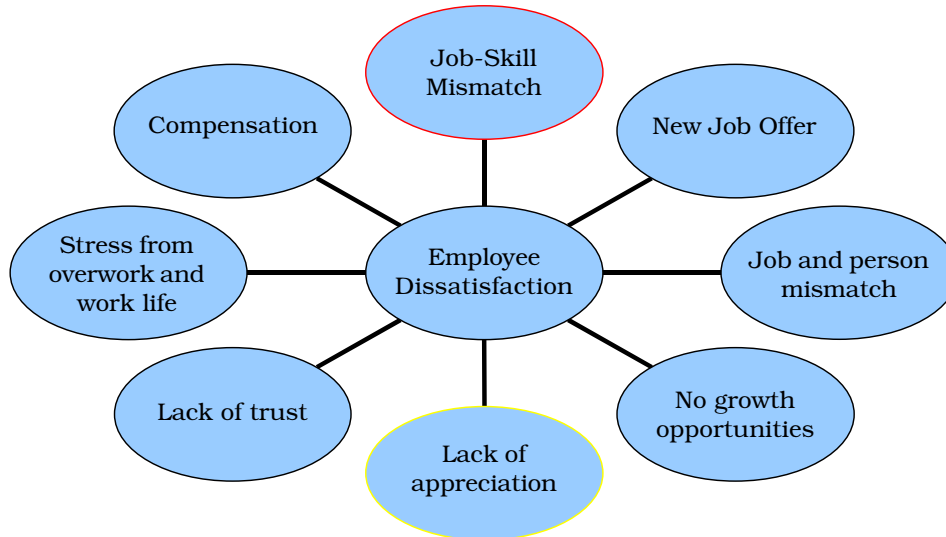 Job-Skill
Mismatch
Compensation
New Job Offer
Stress from
overwork and
work life
Employee
Dissatisfaction
Job and person
mismatch
Lack of trust
No growth
opportunities
Lack of
appreciation